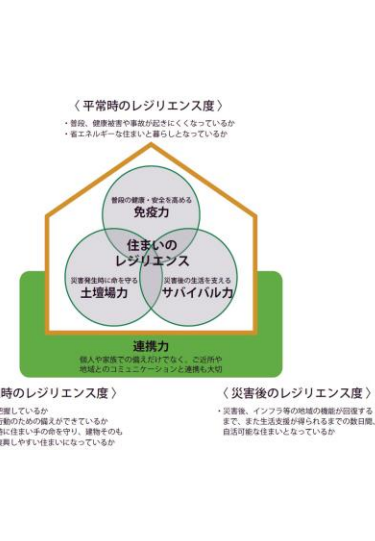 〈 平常時のレジリエンス度 〉
・普段、健康被害や事故が起きにくくなっているか
・省エネルギーな住まいと暮らしとなっているか
普段の健康・安全を高める
免疫力
住まいの
レジリエンス
災害発生時に命を守る
土壇場力
災害後の生活を支える
サバイバル力
連携力
個人や家族での備えだけでなく、ご近所や
地域とのコミュニケーションと連携も大切
時のレジリエンス度 〉
把握しているか
行動のための備えができているか
時に住まい手の命を守り、建物そのも
復興しやすい住まいになっているか
〈 災害後のレジリエンス度 〉
・災害後、インフラ等の地域の機能が回復する
まで、また生活支援が得られるまでの数日間、
自活可能な住まいとなっているか